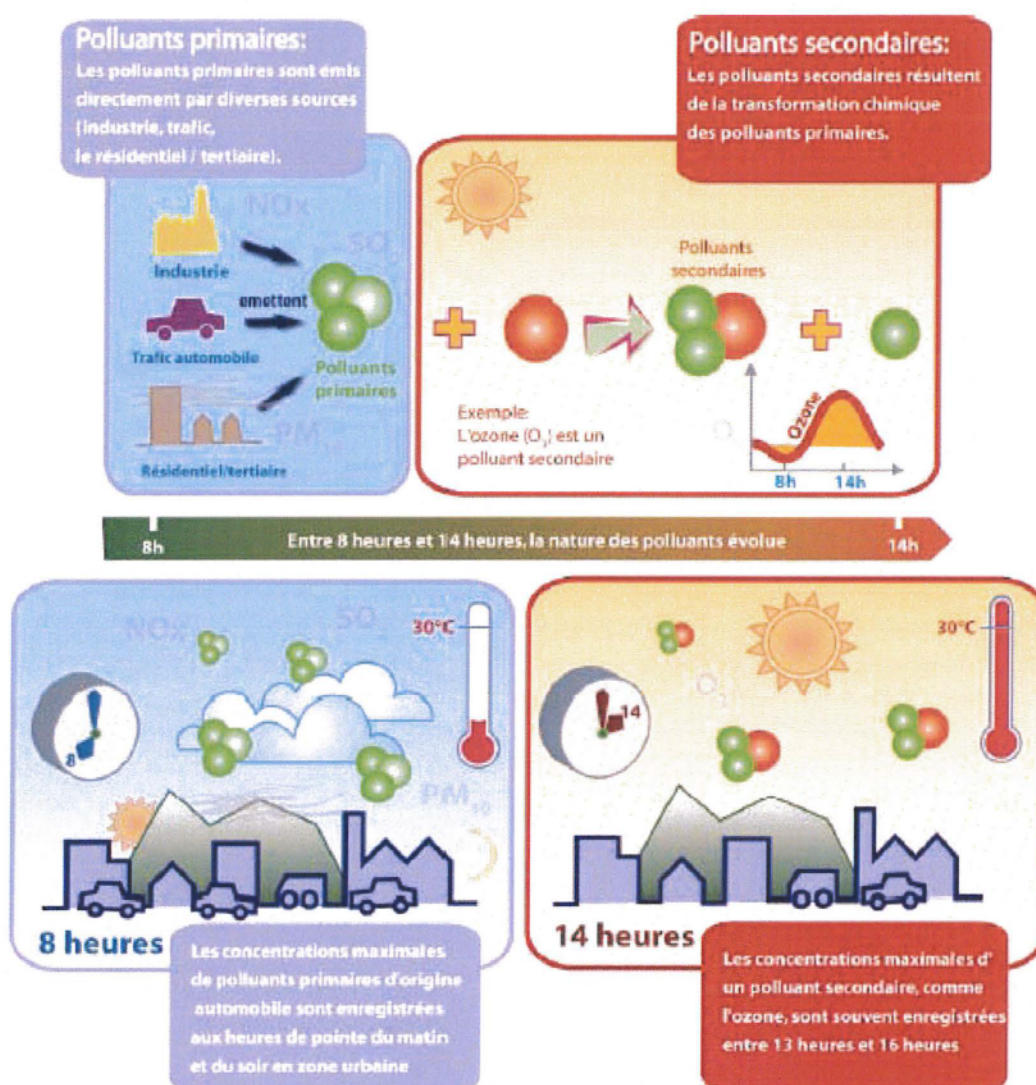 Polluants primaires:
Les polluants primaires sont émis
directement par diverses sources
(industrie, trafic,
le résidentiel / tertiaire).
Polluants secondaires:
Les polluants secondaires résultent
de la transformation chimique
des polluants primaires.
NOx
SO
Industrie
emettent
Trafic automobile
Polluants
primaires
PM
Résidentiel/tertiaire
Polluants
secondaires
Exemple:
L'ozone (O3) est un
polluant secondaire
Ozone
8h
14h
8h
Entre 8 heures et 14 heures, la nature des polluants évolue
14h
NOx
SO
30°C
8
PM10
8 heures
Les concentrations maximales
de polluants primaires d'origine
automobile sont enregistrées
aux heures de pointe du matin
et du soir en zone urbaine
30°C
O3
14
14 heures
Les concentrations maximales d'
un polluant secondaire, comme
l'ozone, sont souvent enregistrées
entre 13 heures et 16 heures